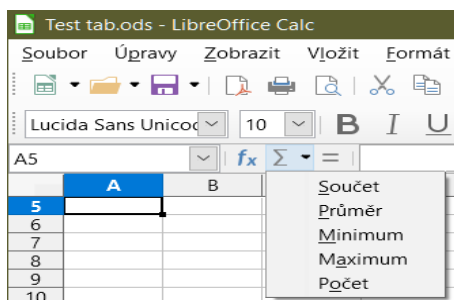 Test tab.ods - LibreOffice Calc
Soubor Úpravy Zobrazit Vložit Formát
Lucida Sans Unicoc 10 B I U
A5 fx Σ =
A B
5
6
7
8
9
10
Součet
Průměr
Minimum
Maximum
Počet